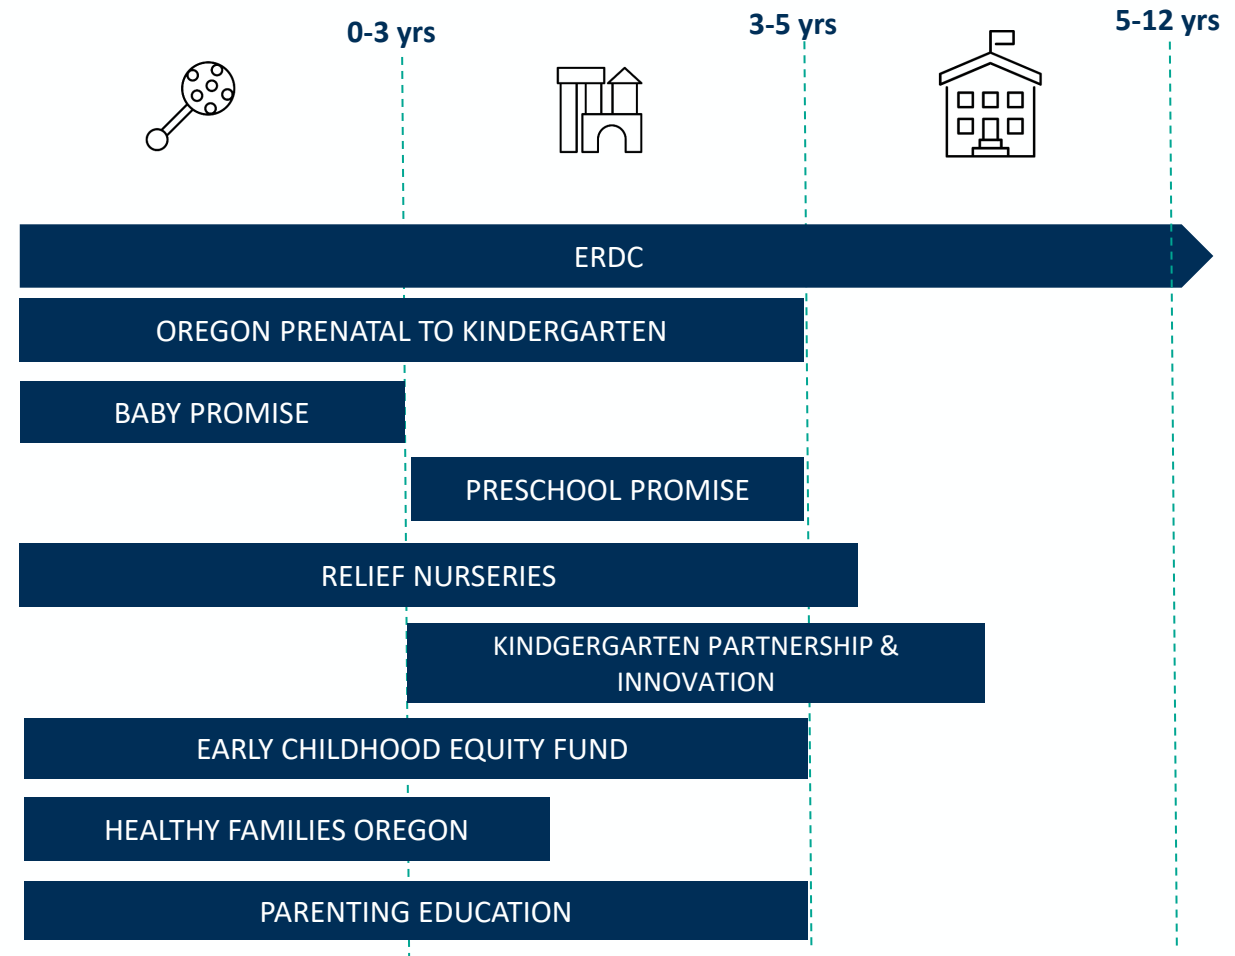 0-3 yrs
3-5 yrs
5-12 yrs
ERDC
OREGON PRENATAL TO KINDERGARTEN
BABY PROMISE
PRESCHOOL PROMISE
RELIEF NURSERIES
KINDGERGARTEN PARTNERSHIP &
INNOVATION
EARLY CHILDHOOD EQUITY FUND
HEALTHY FAMILIES OREGON
PARENTING EDUCATION